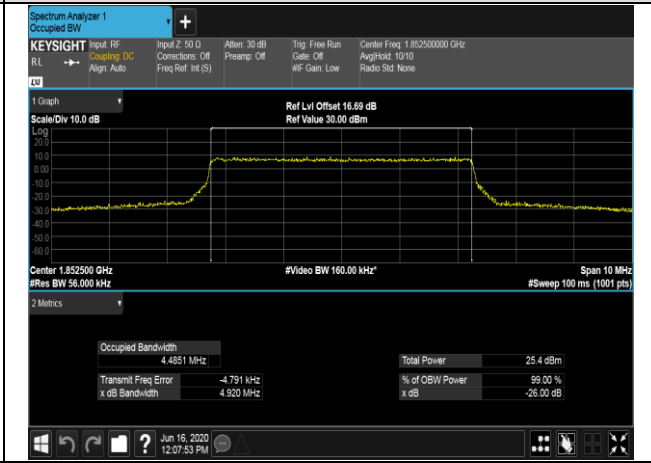 Spectrum Analyzer 1
Occupied BW
KEYSIGHT Input: RF Input Z: 50 Ω Atten: 30 dB Trig: Free Run Center Freq: 1.852500000 GHz
RL Coupling: DC Corrections: Off Preamp: Off Gate: Off Avg|Hold: 10/10
Align: Auto Freq Ref: Int (S) #IF Gain: Low Radio Std: None
LXI
1 Graph Ref Lvl Offset 16.69 dB
Scale/Div 10.0 dB Ref Value 30.00 dBm
Log
20.0
10.0
0.00
-10.0
-20.0
-30.0
-40.0
-50.0
-60.0
Center 1.852500 GHz #Video BW 160.00 kHz* Span 10 MHz
#Res BW 56.000 kHz #Sweep 100 ms (1001 pts)
2 Metrics
Occupied Bandwidth
4.4851 MHz Total Power 25.4 dBm
Transmit Freq Error -4.791 kHz % of OBW Power 99.00 %
x dB Bandwidth 4.920 MHz x dB -26.00 dB
? Jun 16, 2020
12:07:53 PM